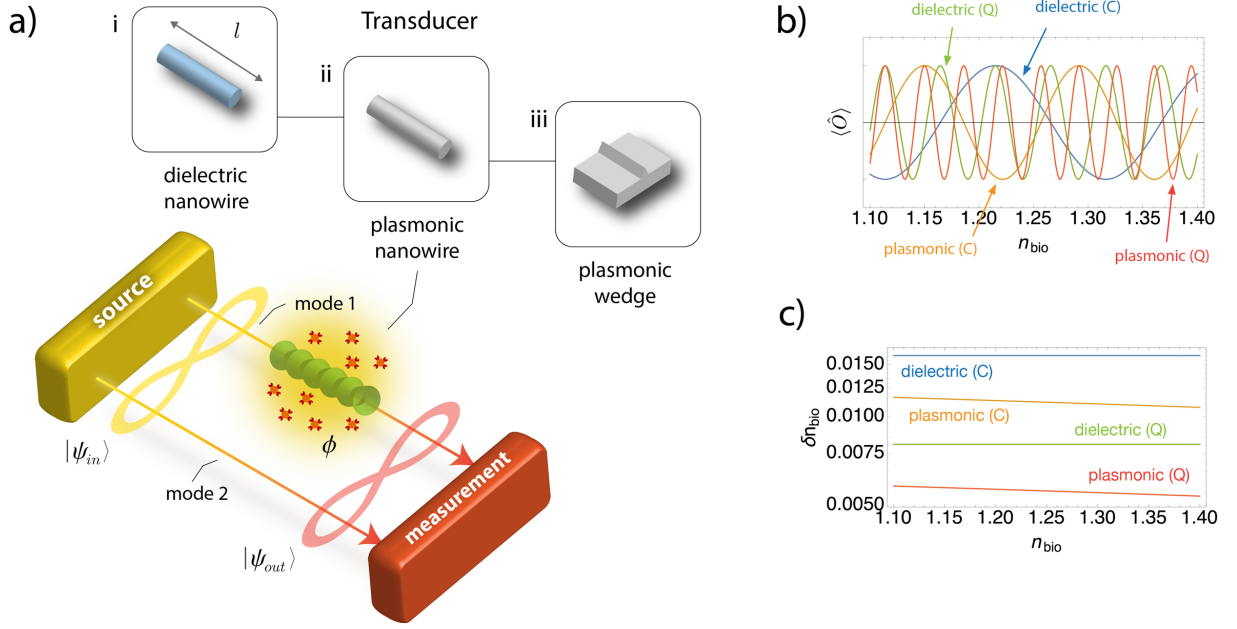 a)
Transducer
i
l
ii
iii
dielectric
nanowire
plasmonic
nanowire
plasmonic
wedge
source
mode 1
|ψin⟩
ϕ
mode 2
|ψout⟩
measurement
b)
dielectric (Q)
dielectric (C)
⟨Ô⟩
1.10 1.15 1.20 1.25 1.30 1.35 1.40
nbio
plasmonic (C)
plasmonic (Q)
c)
0.0150
0.0125
0.0100
0.0075
0.0050
δnbio
dielectric (C)
plasmonic (C)
dielectric (Q)
plasmonic (Q)
1.10 1.15 1.20 1.25 1.30 1.35 1.40
nbio